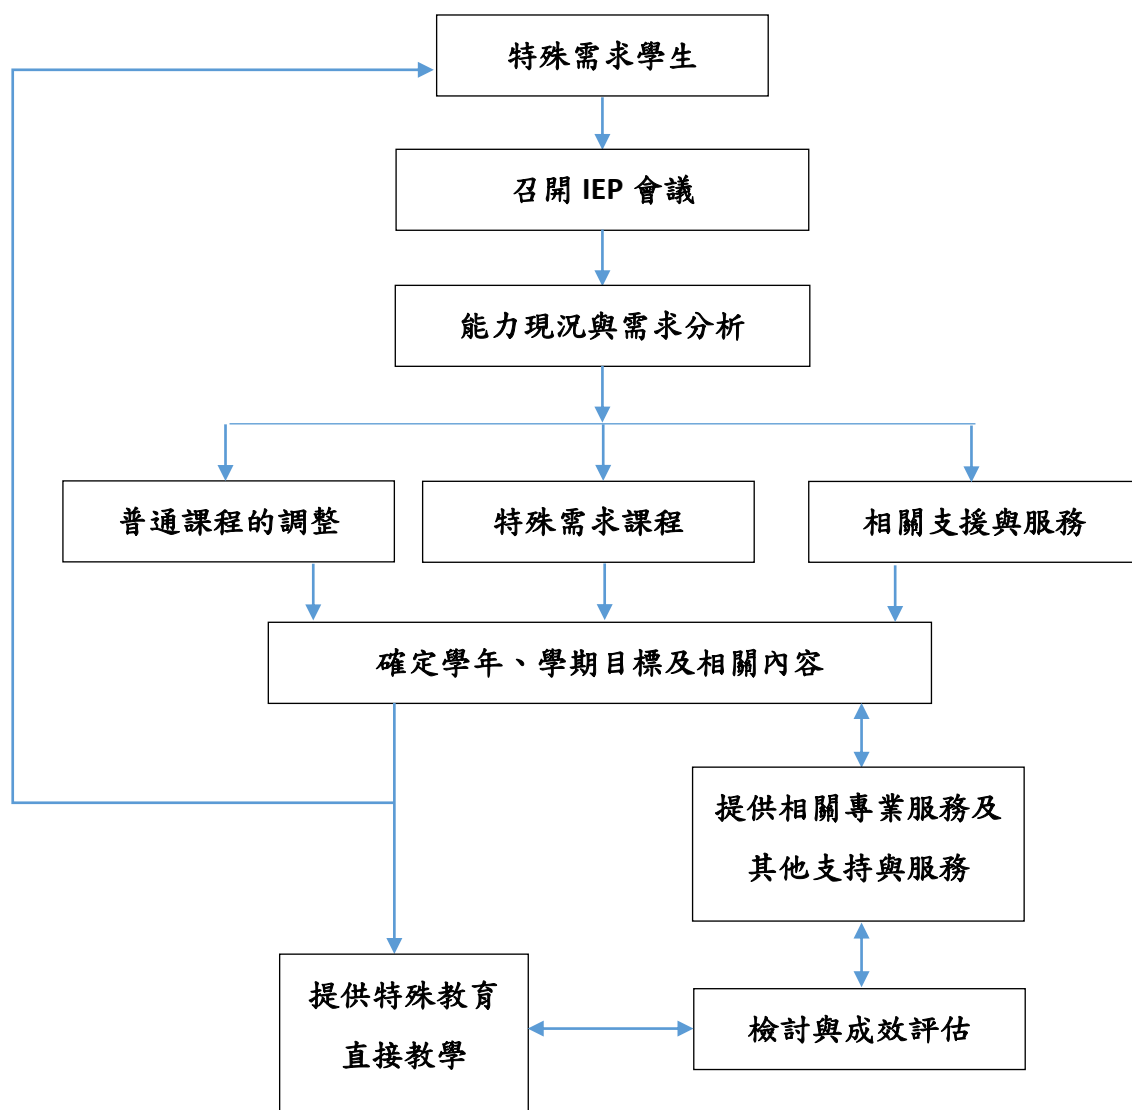 特殊需求學生
召開 IEP 會議
能力現況與需求分析
普通課程的調整
特殊需求課程
相關支援與服務
確定學年、學期目標及相關內容
提供相關專業服務及
其他支持與服務
提供特殊教育
直接教學
檢討與成效評估